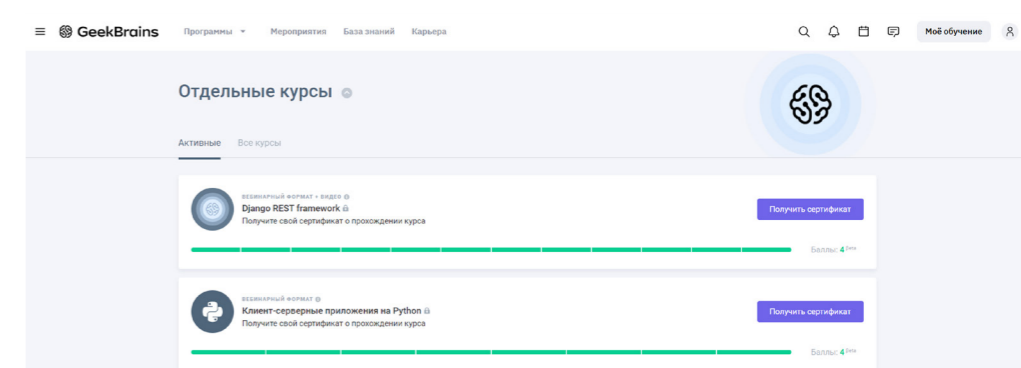 GeekBrains Программы Мероприятия База знаний Карьера Моё обучение
Отдельные курсы
Активные Все курсы
ВЕБИНАРНЫЙ ФОРМАТ + ВИДЕО
Django REST framework
Получите свой сертификат о прохождении курса
Получить сертификат
Баллы: 4 beta
ВЕБИНАРНЫЙ ФОРМАТ
Клиент-серверные приложения на Python
Получите свой сертификат о прохождении курса
Получить сертификат
Баллы: 4 beta